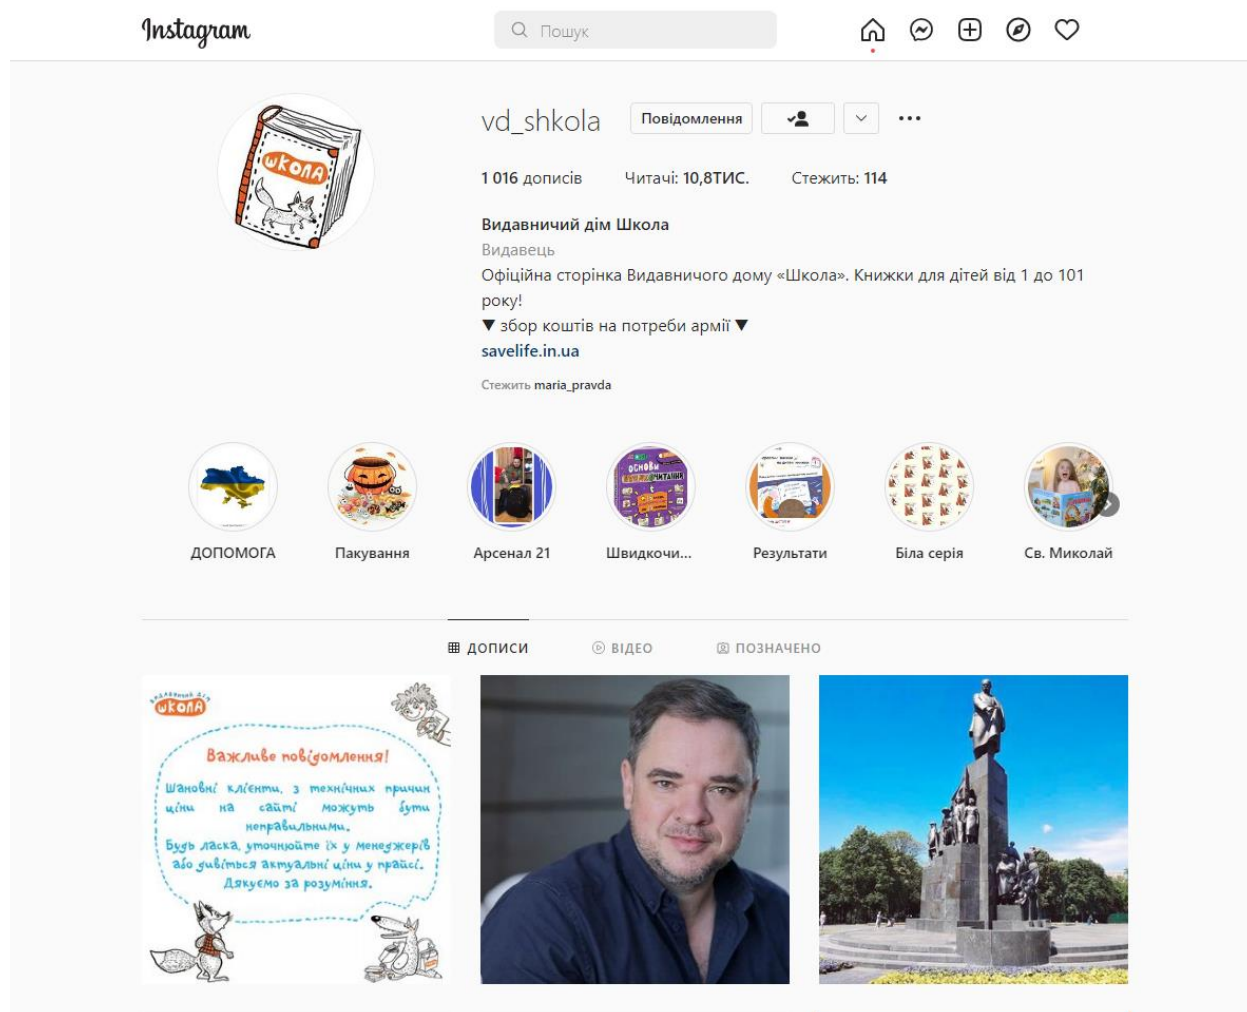 Instagram
Пошук
ШКОЛА
vd_shkola
Повідомлення
1 016 дописів Читачі: 10,8ТИС. Стежить: 114
Видавничий дім Школа
Видавець
Офіційна сторінка Видавничого дому «Школа». Книжки для дітей від 1 до 101
року!
▼ збор коштів на потреби армії ▼
savelife.in.ua
Стежить maria_pravda
ОСНОВЫ
ДОПОМОГА Пакування Арсенал 21 Швидкочи... Результати Біла серія Св. Миколай
ДОПИСИ ВІДЕО ПОЗНАЧЕНО
ВИДАВНИЧИЙ ДІМ
ШКОЛА
Важливе повідомлення!
Шановні клієнти, з технічних причин
ціни на сайті можуть бути
неправильними.
Будь ласка, уточнюйте їх у менеджерів
або дивіться актуальні ціни у прайсі.
Дякуємо за розуміння.